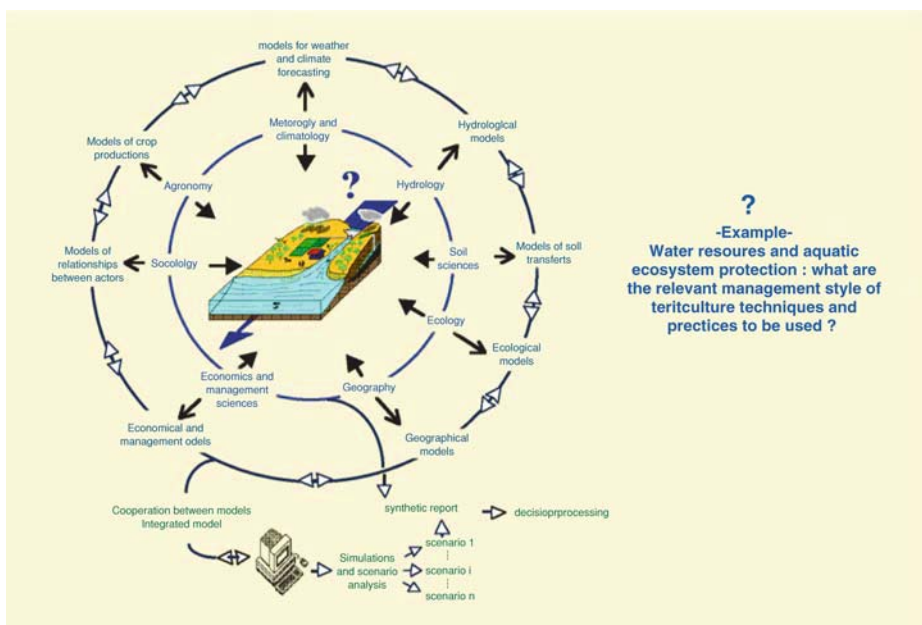 models for weather
and climate
forecasting
Metorogly and
climatology
Hydrologlcal
models
Models of crop
productions
Agronomy
?
Hydrology
Models of
relationships
between actors
Socololgy
Soil
sciences
Models of soil
transferts
Ecology
Ecological
models
Economics and
management
sciences
Geography
Economical and
management odels
Geographical
models
Cooperation between models
Integrated model
synthetic report
decisioprprocessing
Simulations
and scenario
analysis
scenario 1
scenario i
scenario n
?
-Example-
Water resoures and aquatic
ecosystem protection : what are
the relevant management style of
teritculture techniques and
prectices to be used ?